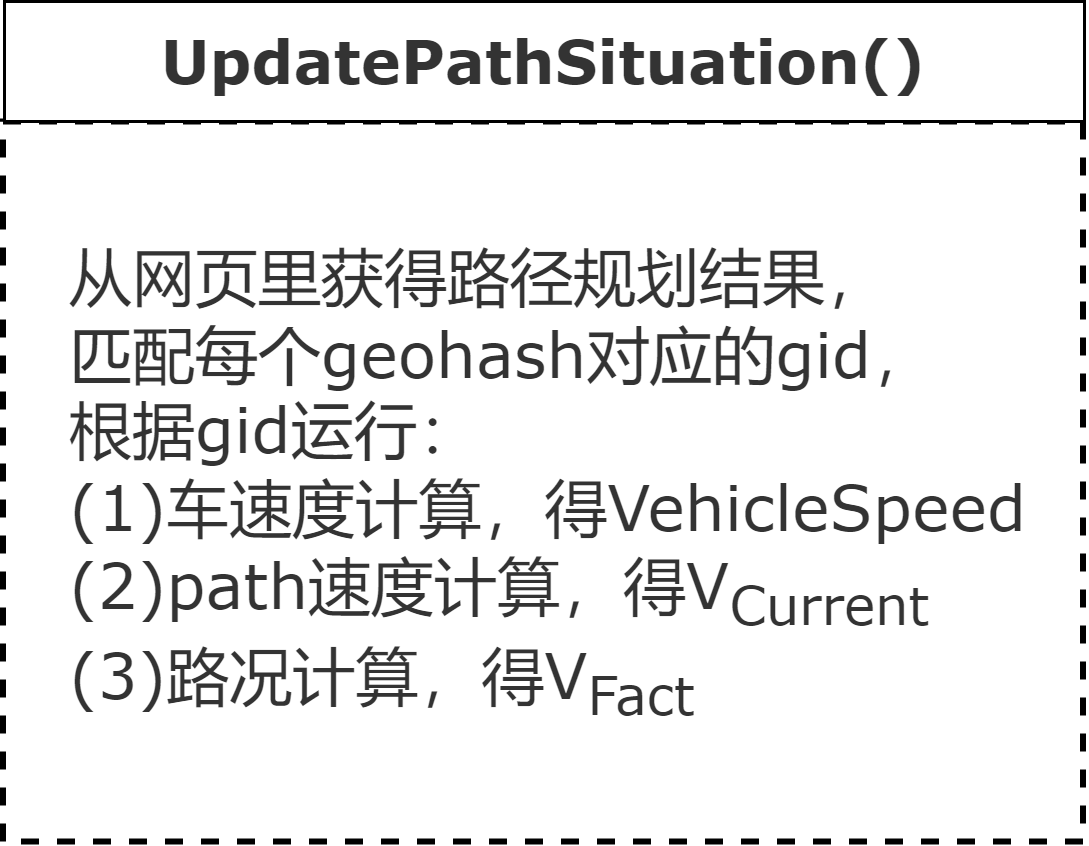 UpdatePathSituation()
从网页里获得路径规划结果，
匹配每个geohash对应的gid，
根据gid运行：
(1)车速度计算，得VehicleSpeed
(2)path速度计算，得VCurrent
(3)路况计算，得VFact